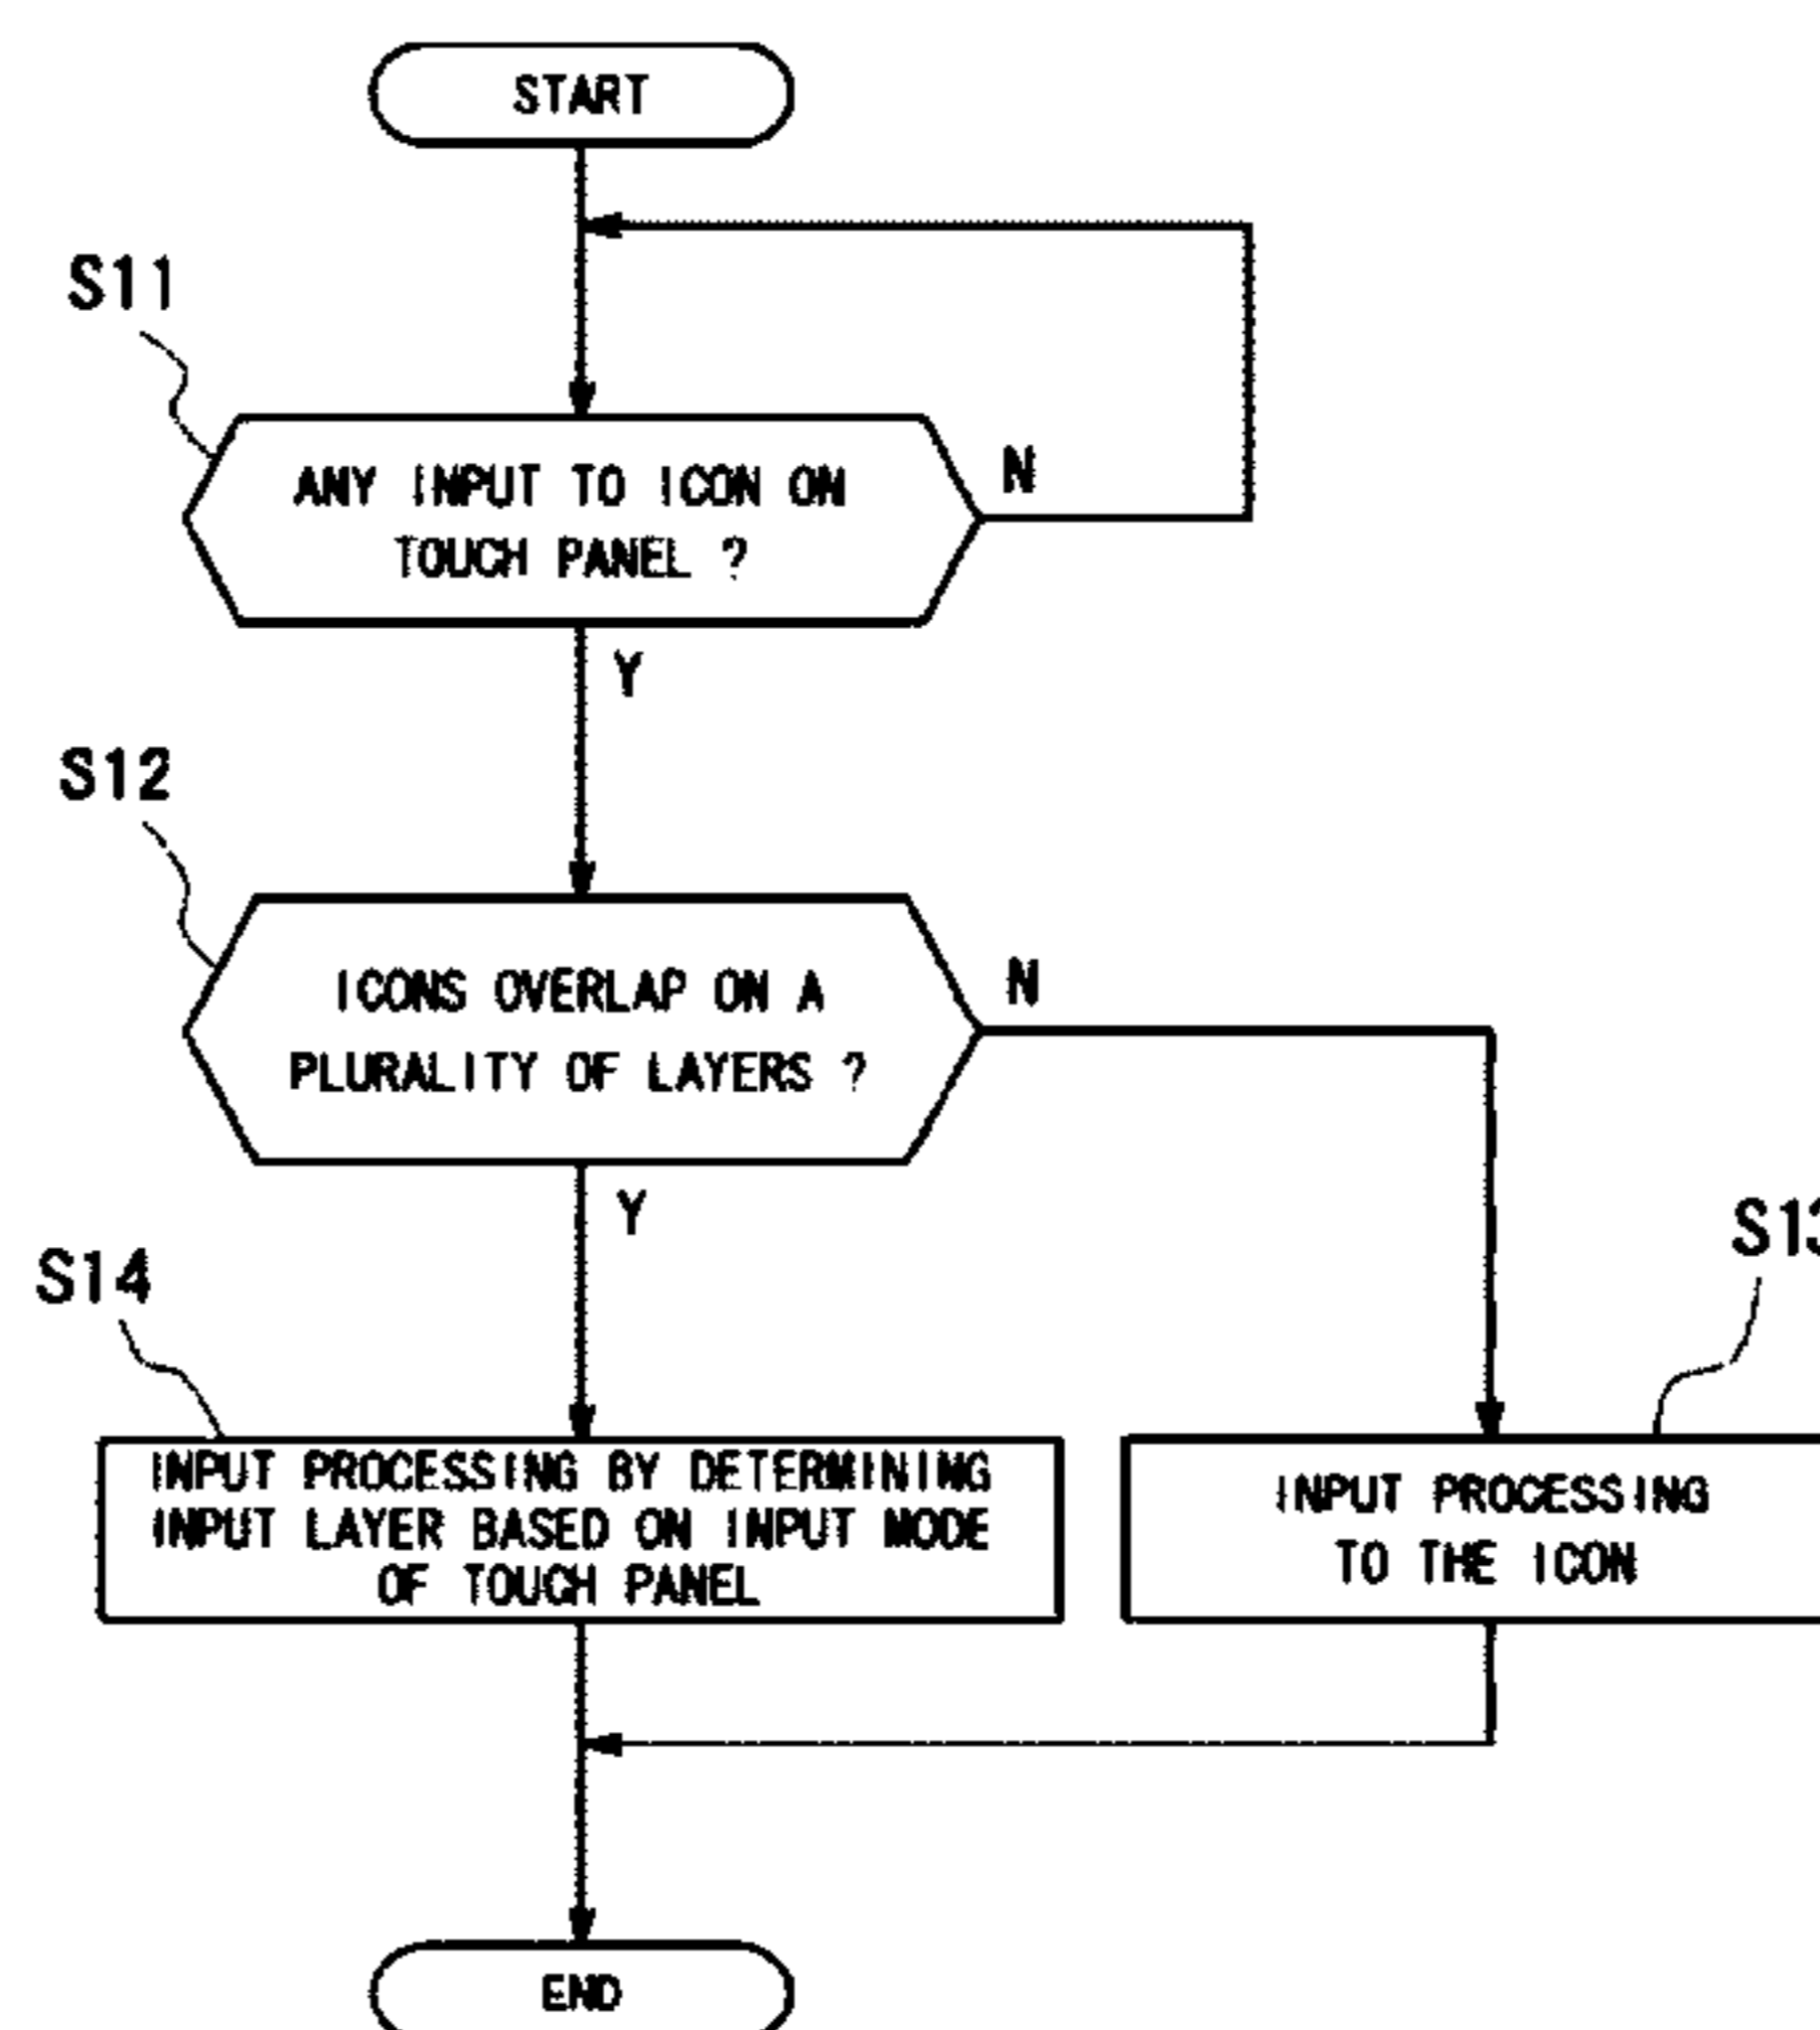 START
S11
ANY INPUT TO ICON ON
TOUCH PANEL ?
N
Y
S12
ICONS OVERLAP ON A
PLURALITY OF LAYERS ?
N
Y
S14
S13
INPUT PROCESSING BY DETERMINING
INPUT LAYER BASED ON INPUT MODE
OF TOUCH PANEL
INPUT PROCESSING
TO THE ICON
END